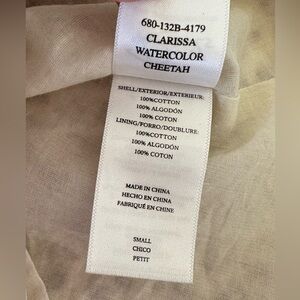 680-132B-4179
CLARISSA
WATERCOLOR
CHEETAH
SHELL/EXTERIOR/EXTERIEUR:
100%COTTON
100% ALGODÓN
100% COTON
LINING/FORRO/DOUBLURE:
100%COTTON
100% ALGODÓN
100% COTON
MADE IN CHINA
HECHO EN CHINA
FABRIQUÉ EN CHINE
SMALL
CHICO
PETIT